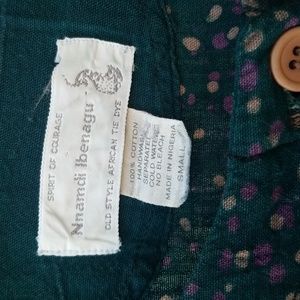 SPIRIT OF COURAGE
Nnamdi Ibenagu
OLD STYLE AFRICAN TIE DYE
100% COTTON
HANDWASH
SEPARATELY
COLD WATER
NO BLEACH
MADE IN NIGERIA
SMALL